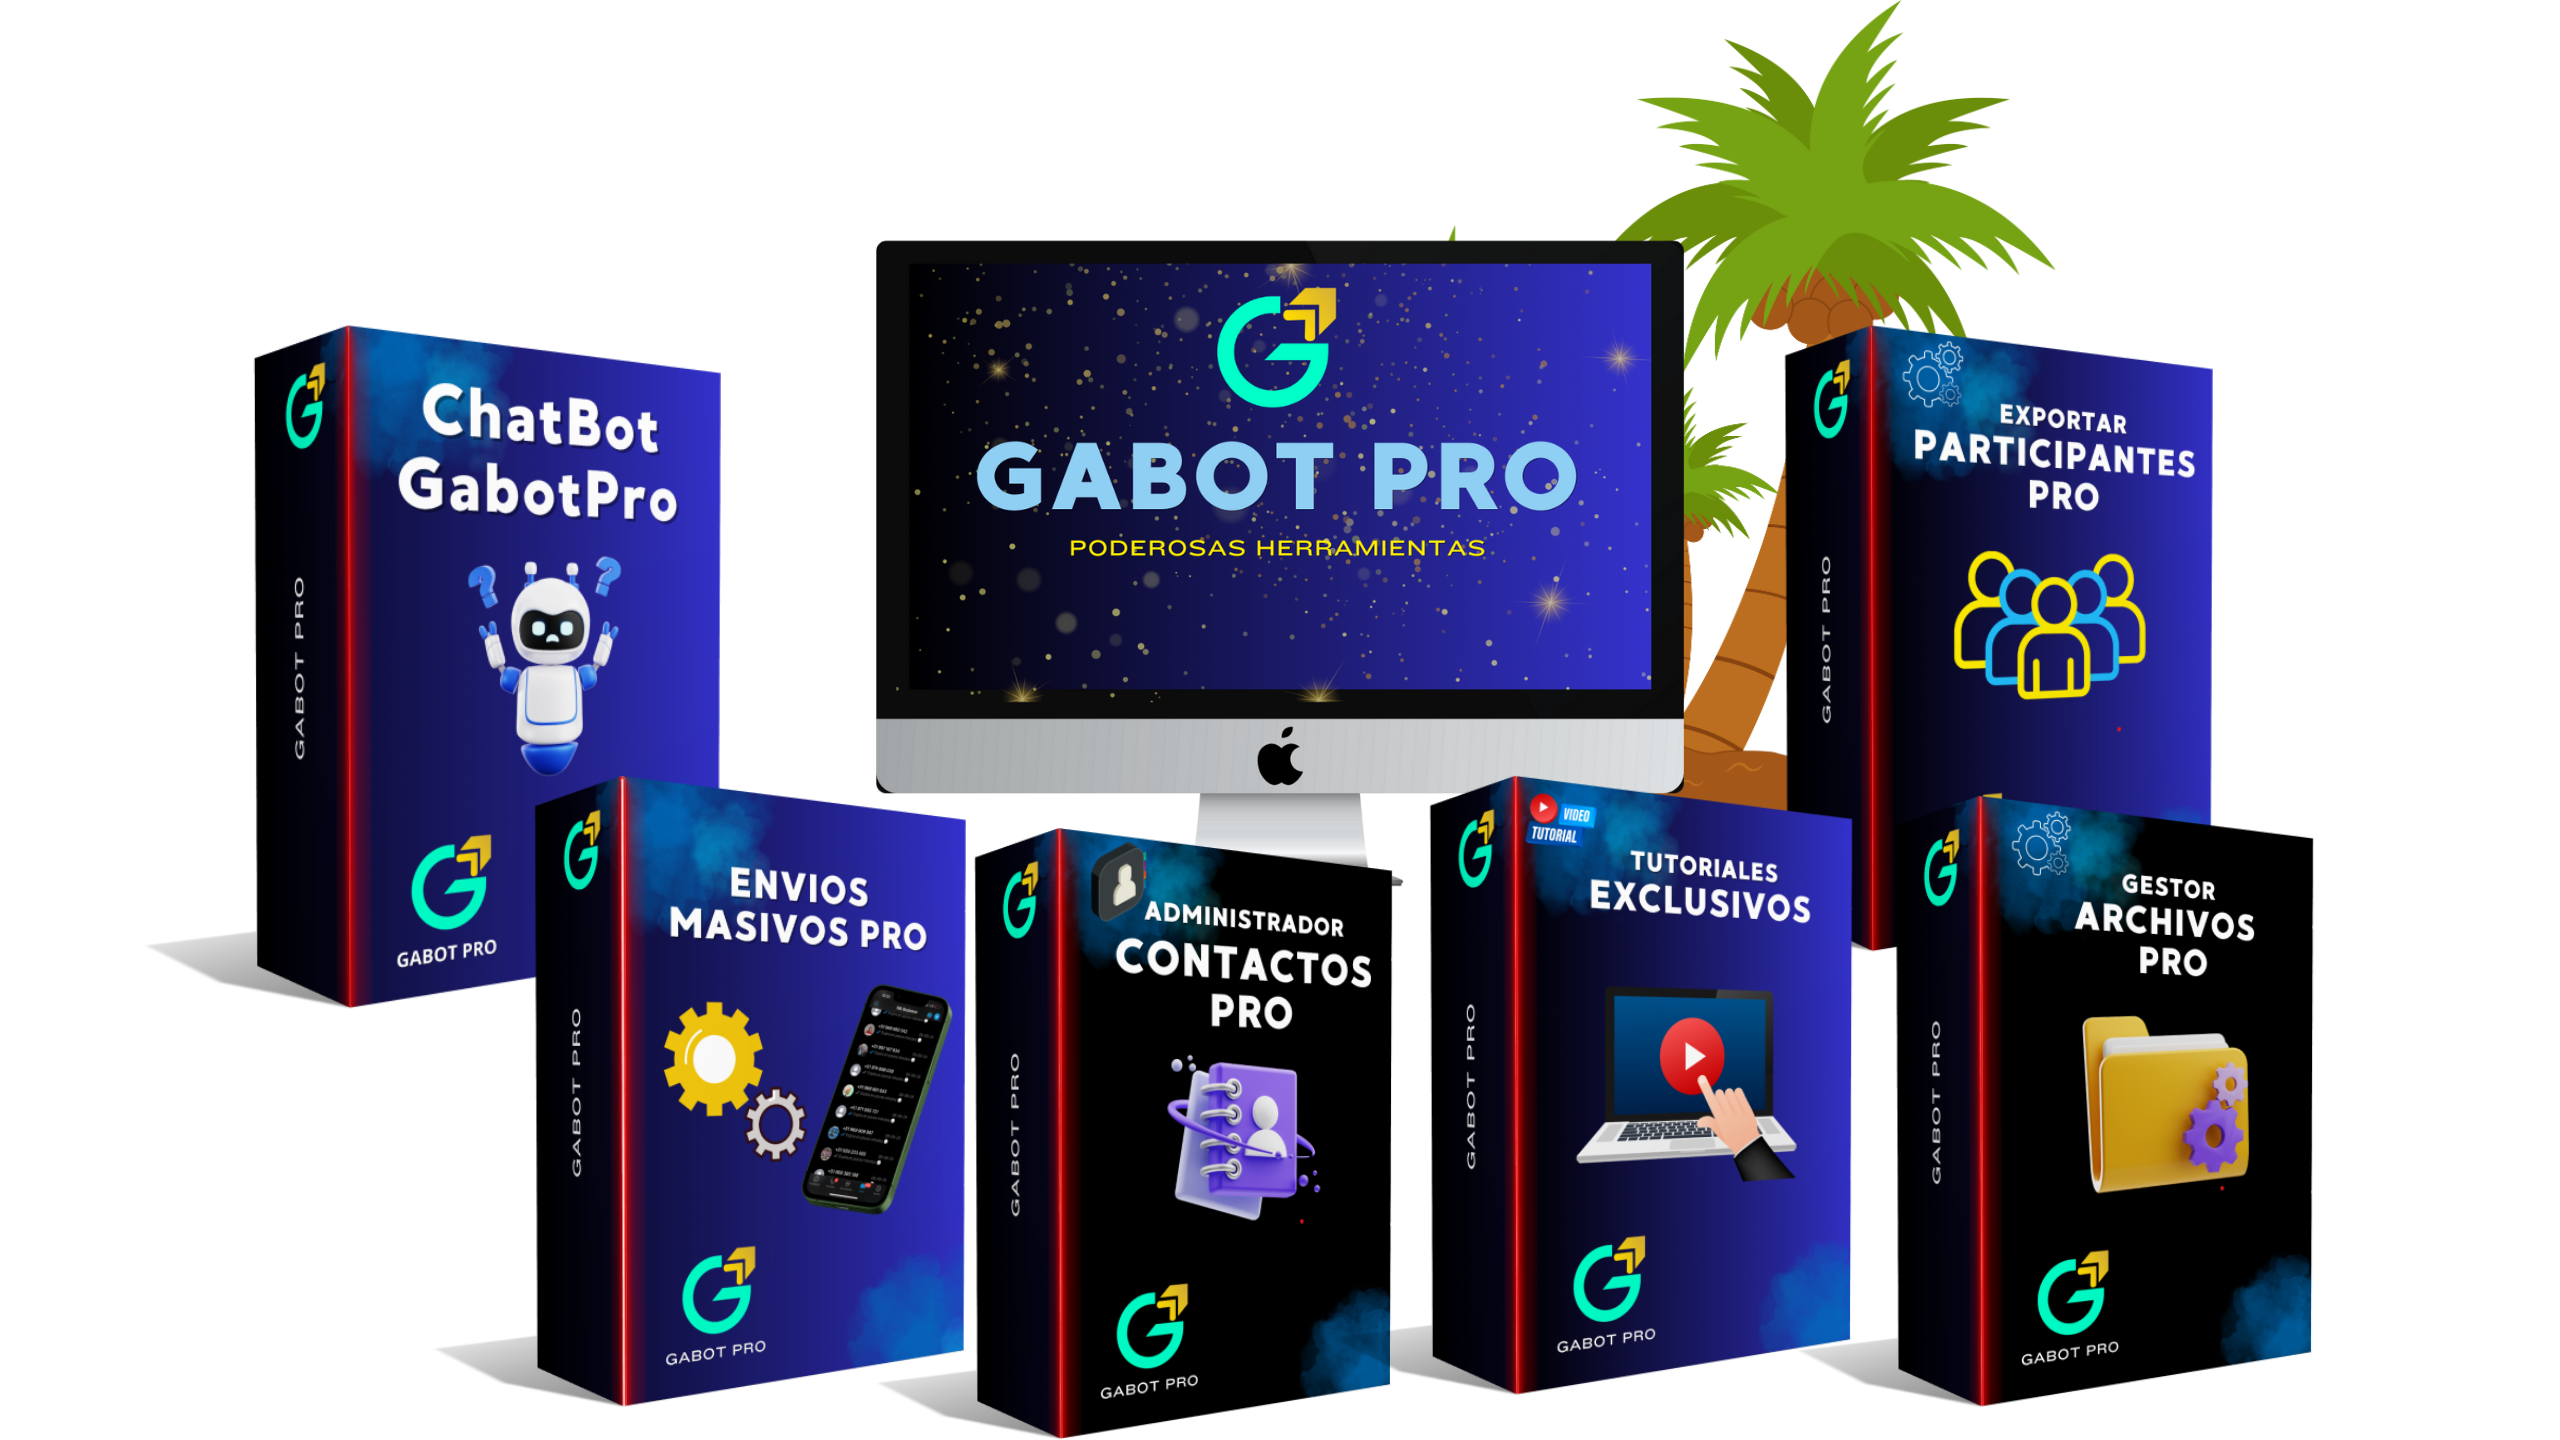 GABOT PRO
PODEROSAS HERRAMIENTAS
ChatBot
GabotPro
GABOT PRO
GABOT PRO
ENVIOS
MASIVOS PRO
GABOT PRO
GABOT PRO
ADMINISTRADOR
CONTACTOS
PRO
GABOT PRO
GABOT PRO
VIDEO
TUTORIAL
TUTORIALES
EXCLUSIVOS
GABOT PRO
GABOT PRO
EXPORTAR
PARTICIPANTES
PRO
GABOT PRO
GESTOR
ARCHIVOS
PRO
GABOT PRO
GABOT PRO